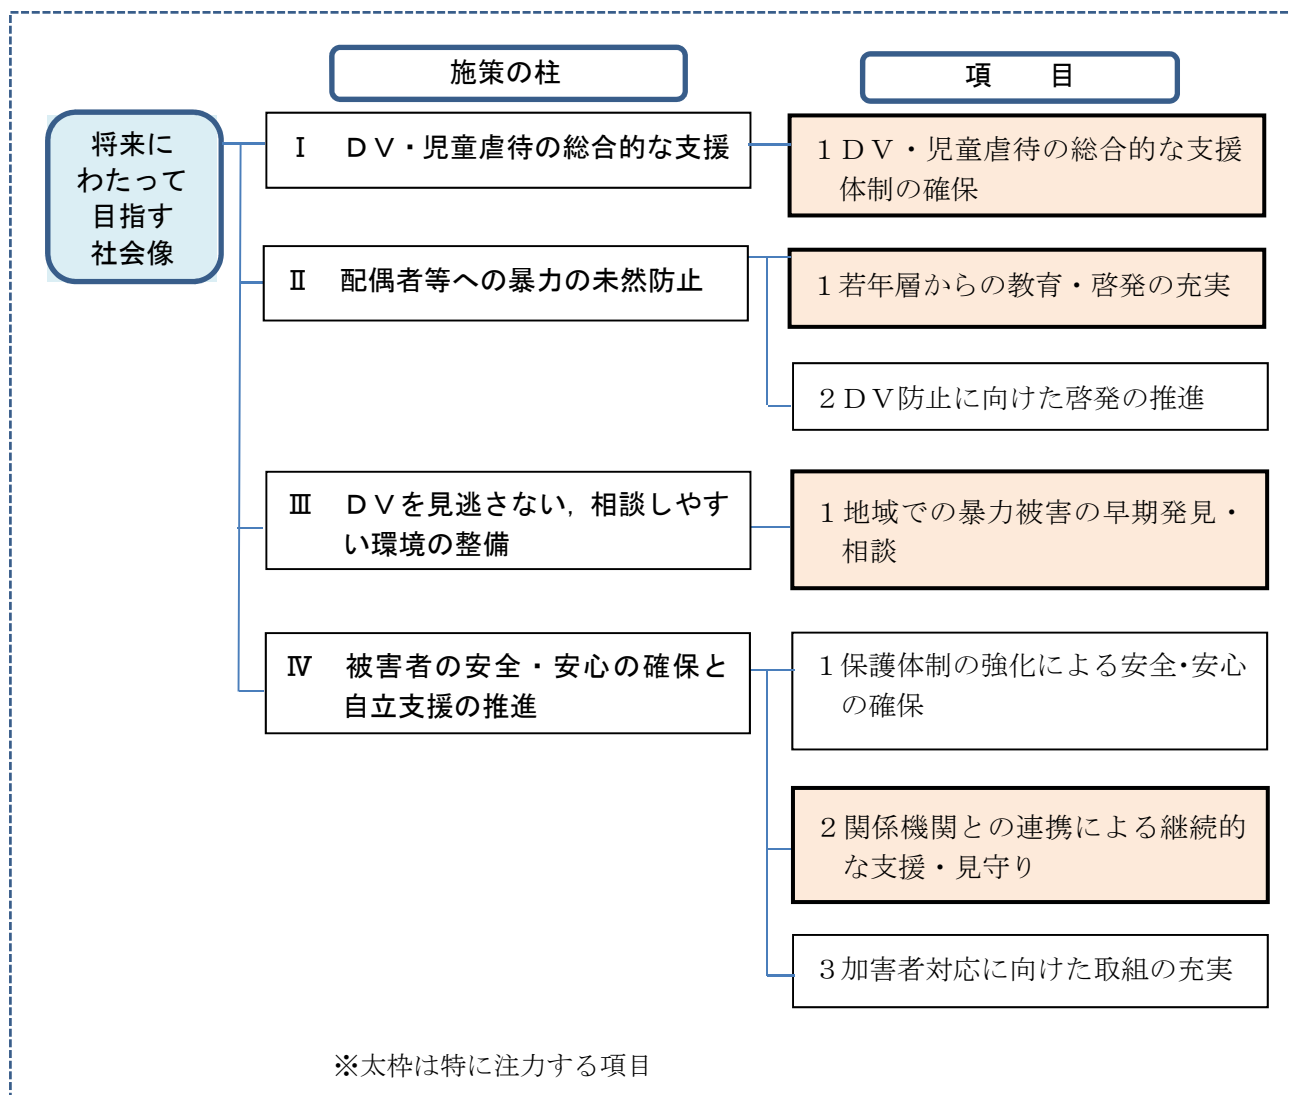 施策の柱
項　　目
将来に
わたって
目指す
社会像
Ⅰ　ＤＶ・児童虐待の総合的な支援
１ＤＶ・児童虐待の総合的な支援
体制の確保
Ⅱ　配偶者等への暴力の未然防止
１若年層からの教育・啓発の充実
２ＤＶ防止に向けた啓発の推進
Ⅲ　ＤＶを見逃さない，相談しやす
い環境の整備
１地域での暴力被害の早期発見・
相談
Ⅳ　被害者の安全・安心の確保と
自立支援の推進
１保護体制の強化による安全・安心
の確保
２関係機関との連携による継続的
な支援・見守り
３加害者対応に向けた取組の充実
※太枠は特に注力する項目